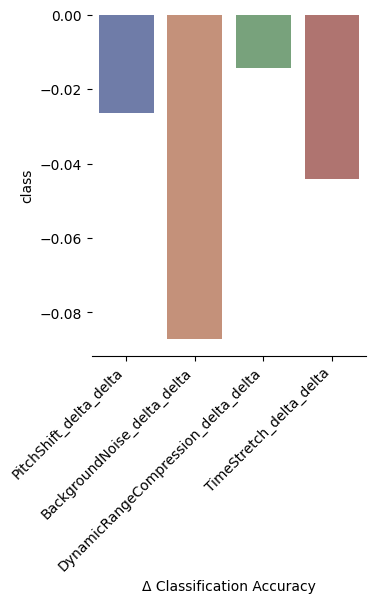 0.00
−0.02
−0.04
−0.06
−0.08
class
PitchShift_delta_delta
BackgroundNoise_delta_delta
DynamicRangeCompression_delta_delta
TimeStretch_delta_delta
Δ Classification Accuracy